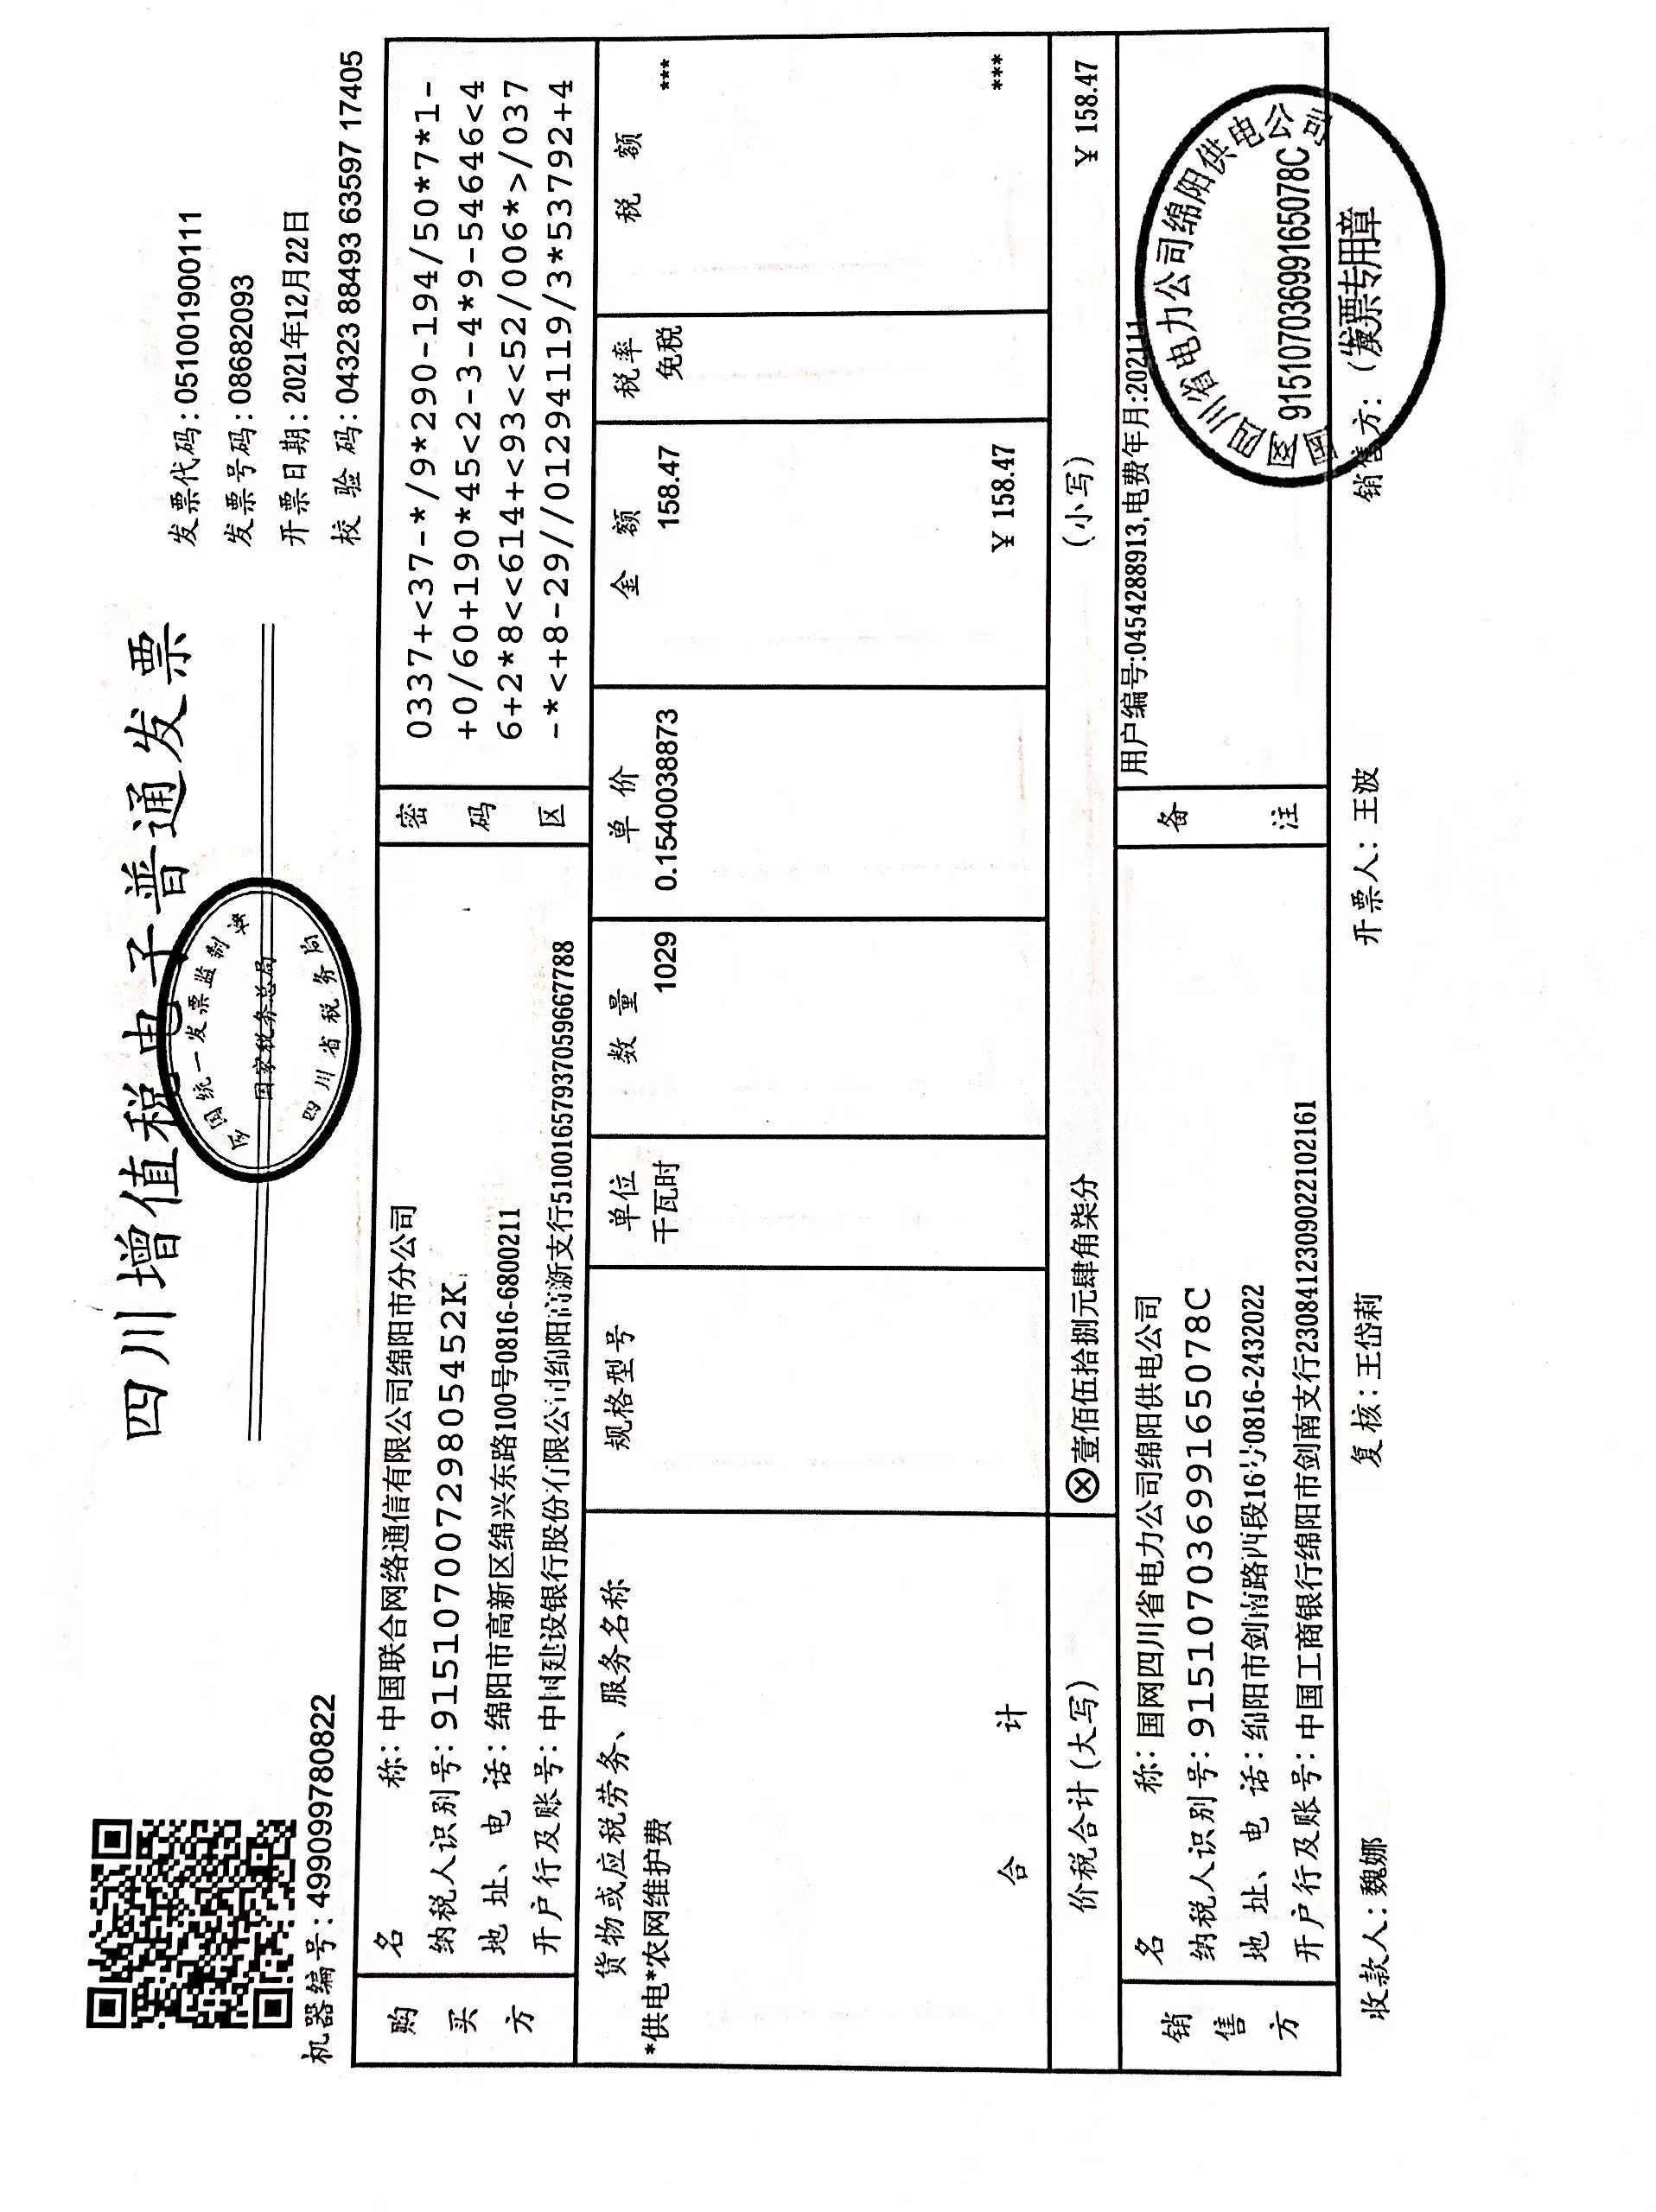 四川增值税电子普通发票
全国统一发票监制章
国家税务总局
四川省税务局
发票代码:051001900111
发票号码:08682093
开票日期:2021年12月22日
校 验 码:04323 88493 63597 17405
机器编号:499099780822
购买方
名 称:中国联合网络通信有限公司绵阳市分公司
纳税人识别号:91510700729805452K
地 址、电 话:绵阳市高新区绵兴东路100号0816-6800211
开户行及账号:中国建设银行股份有限公司绵阳高新支行51001657937059667788
密码区
0337+<37-*/9*290-194/50*7*1-
+0/60+190*45<2-3-4*9-54646<4
6+2*8<<614+<93<<52/006*>/037
-*<+8-29//01294119/3*53792+4
货物或应税劳务、服务名称 规格型号 单位 数 量 单 价 金 额 税率 税 额
*供电*农网维护费 千瓦时 1029 0.1540038873 158.47 免税 ***
合 计 ¥ 158.47 ***
价税合计(大写) ⊗壹佰伍拾捌元肆角柒分 (小写) ¥ 158.47
销售方
名 称:国网四川省电力公司绵阳供电公司
纳税人识别号:91510703699165078C
地 址、电 话:绵阳市剑南路四段16号0816-2432022
开户行及账号:中国工商银行绵阳市剑南支行2308412309022102161
备注
用户编号:0454288913,电费年月:202111
国网四川省电力公司绵阳供电公司
91510703699165078C
发票专用章
收款人:魏娜 复核:王岱莉 开票人:王波 销售方:(章)